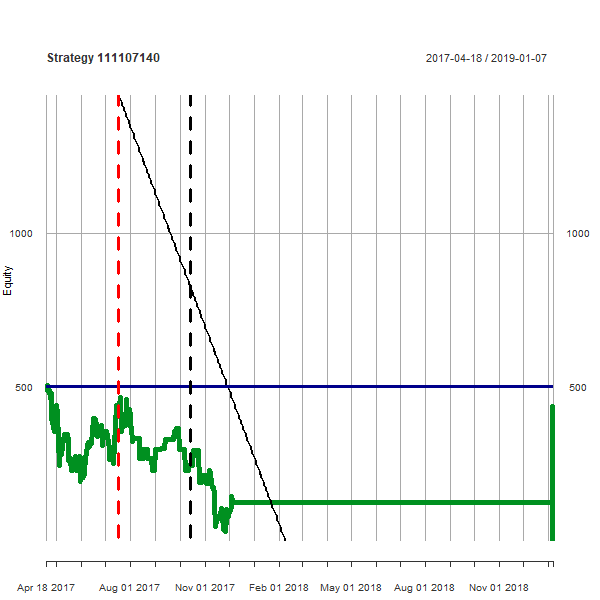 Strategy 111107140
2017-04-18 / 2019-01-07
1000
1000
Equity
500
500
Apr 18 2017
Aug 01 2017
Nov 01 2017
Feb 01 2018
May 01 2018
Aug 01 2018
Nov 01 2018